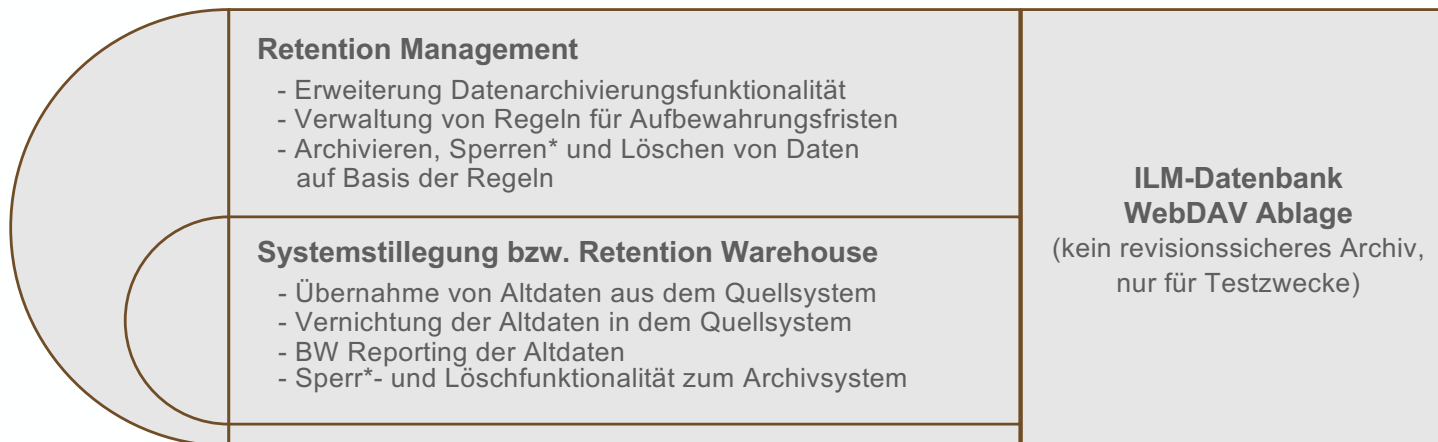 Retention Management
- Erweiterung Datenarchivierungsfunktionalität
- Verwaltung von Regeln für Aufbewahrungsfristen
- Archivieren, Sperren* und Löschen von Daten
auf Basis der Regeln
Systemstillegung bzw. Retention Warehouse
- Übernahme von Altdaten aus dem Quellsystem
- Vernichtung der Altdaten in dem Quellsystem
- BW Reporting der Altdaten
- Sperr*- und Löschfunktionalität zum Archivsystem
ILM-Datenbank
WebDAV Ablage
(kein revisionssicheres Archiv,
nur für Testzwecke)